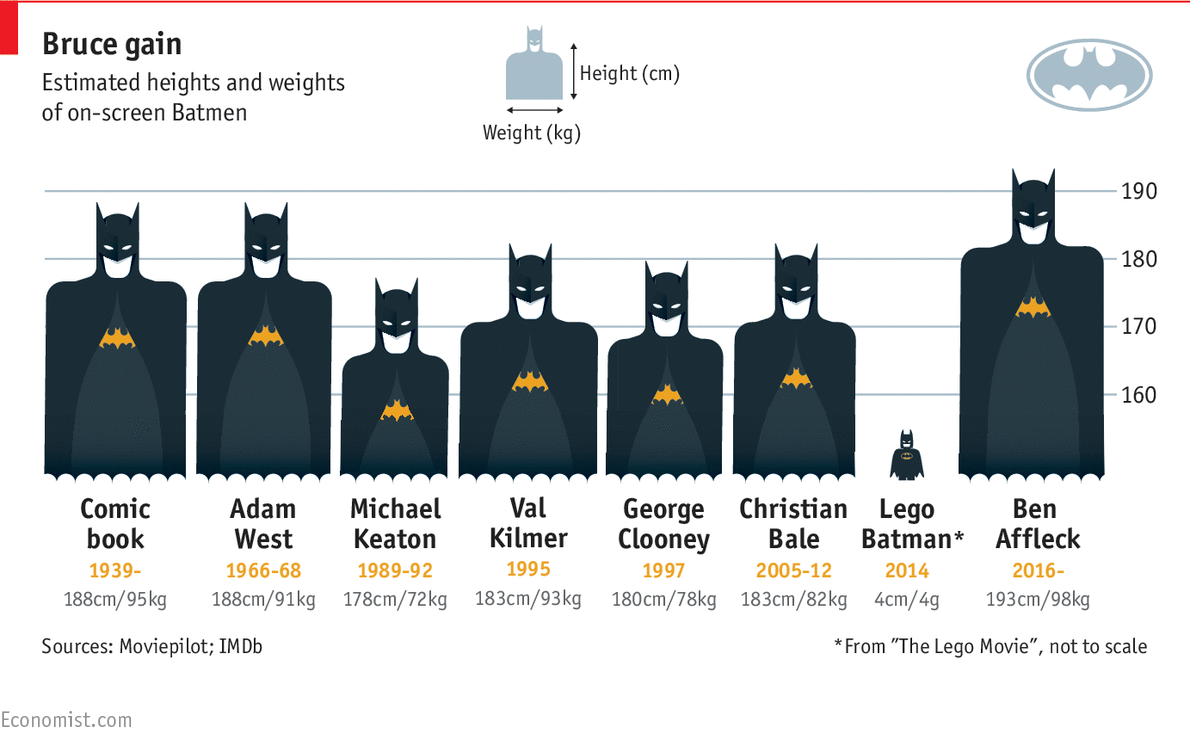 Bruce gain
Estimated heights and weights
of on-screen Batmen
Height (cm)
Weight (kg)
190
180
170
160
Comic
book
1939-
188cm/95kg
Adam
West
1966-68
188cm/91kg
Michael
Keaton
1989-92
178cm/72kg
Val
Kilmer
1995
183cm/93kg
George
Clooney
1997
180cm/78kg
Christian
Bale
2005-12
183cm/82kg
Lego
Batman*
2014
4cm/4g
Ben
Affleck
2016-
193cm/98kg
Sources: Moviepilot; IMDb
*From ”The Lego Movie”, not to scale
Economist.com